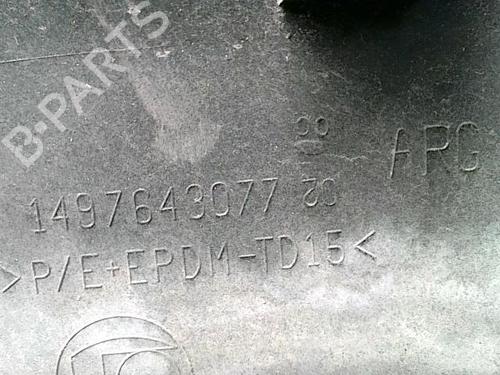 B-PARTS
ARG
1497643077
>P/E+EPDM-TD15<